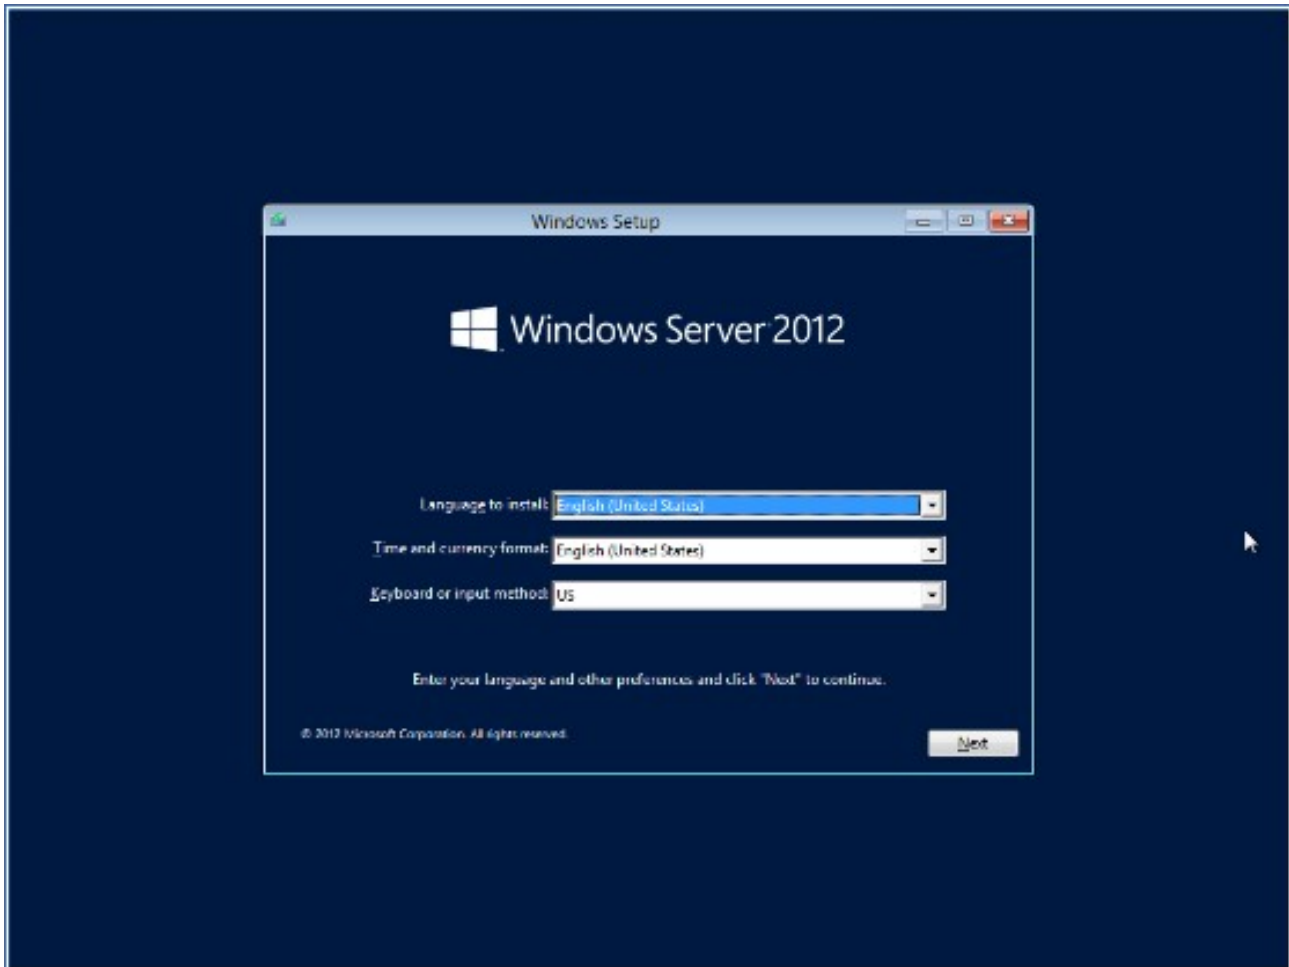 Windows Setup
Windows Server 2012
Language to install: English (United States)
Time and currency format: English (United States)
Keyboard or input method: US
Enter your language and other preferences and click "Next" to continue.
© 2012 Microsoft Corporation. All rights reserved.
Next